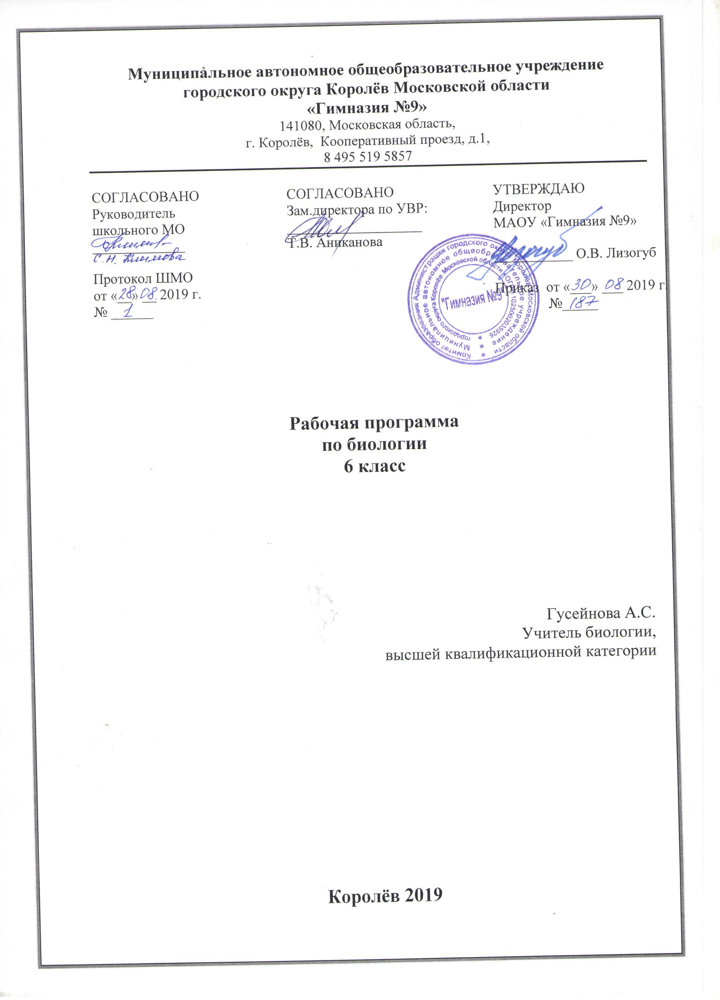 Муниципальное автономное общеобразовательное учреждение
городского округа Королёв Московской области
«Гимназия №9»
141080, Московская область,
г. Королёв, Кооперативный проезд, д.1,
8 495 519 5857
СОГЛАСОВАНО
Руководитель
школьного МО
С.Н. Климова
Протокол ШМО
от «28» 08. 2019 г.
№ 1
СОГЛАСОВАНО
Зам.директора по УВР:
Т.В. Аниканова
УТВЕРЖДАЮ
Директор
МАОУ «Гимназия №9»
О.В. Лизогуб
Приказ от «30» 08 2019 г.
№ 187
Комитет образования Администрации городского округа Королёв Московской области
Муниципальное автономное общеобразовательное учреждение
городского округа Королёв Московской области * ОГРН 1025002035926
"Гимназия №9"
Рабочая программа
по биологии
6 класс
Гусейнова А.С.
Учитель биологии,
высшей квалификационной категории
Королёв 2019